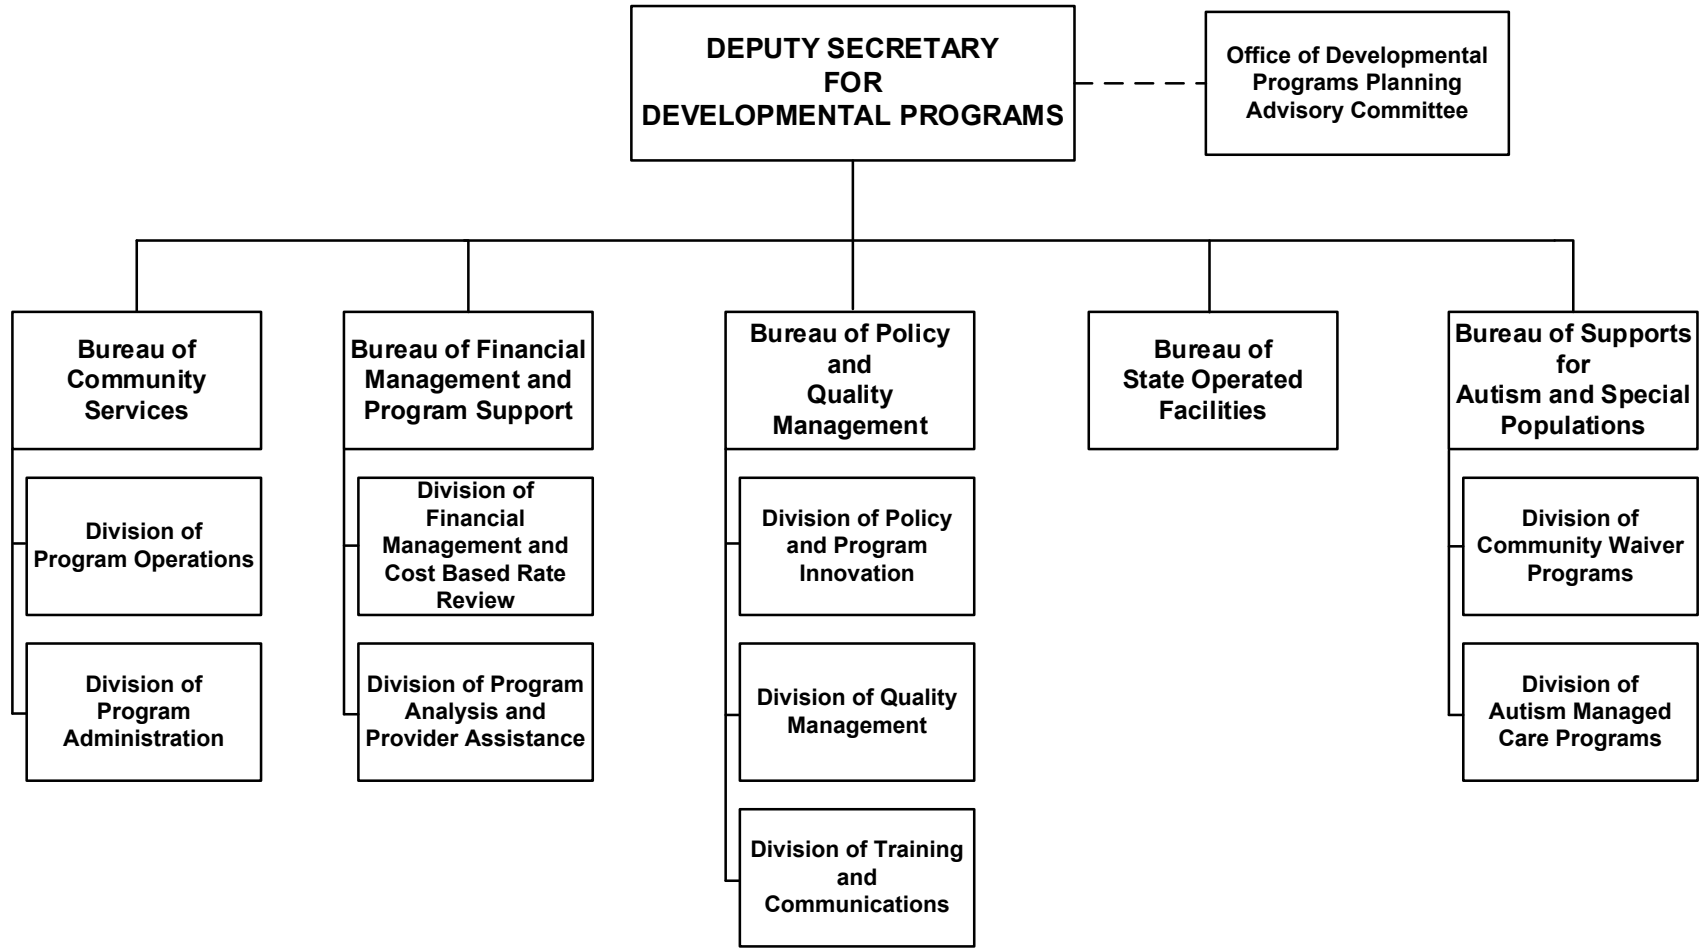 DEPUTY SECRETARY
FOR
DEVELOPMENTAL PROGRAMS
Office of Developmental
Programs Planning
Advisory Committee
Bureau of
Community
Services
Division of
Program Operations
Division of
Program
Administration
Bureau of Financial
Management and
Program Support
Division of
Financial
Management and
Cost Based Rate
Review
Division of Program
Analysis and
Provider Assistance
Bureau of Policy
and
Quality
Management
Division of Policy
and Program
Innovation
Division of Quality
Management
Division of Training
and
Communications
Bureau of
State Operated
Facilities
Bureau of Supports
for
Autism and Special
Populations
Division of
Community Waiver
Programs
Division of
Autism Managed
Care Programs